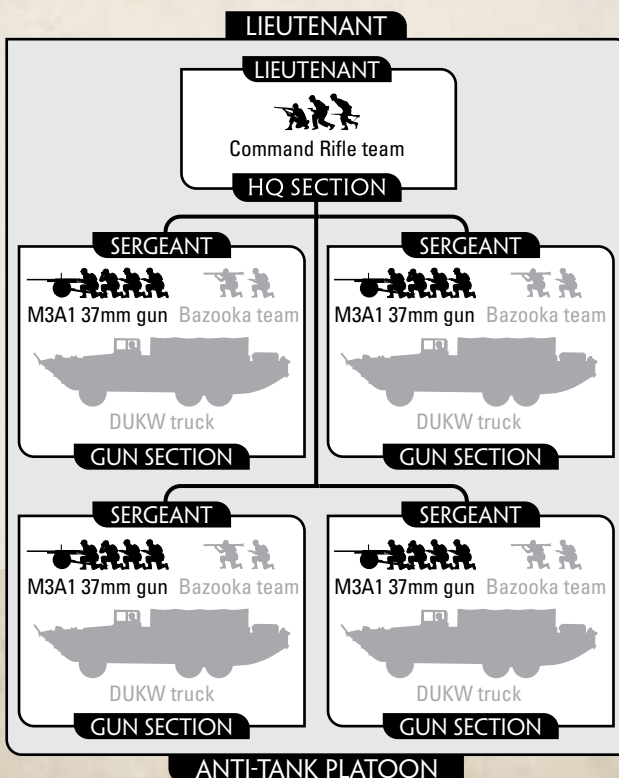 LIEUTENANT
LIEUTENANT
Command Rifle team
HQ SECTION
SERGEANT
M3A1 37mm gun Bazooka team
DUKW truck
GUN SECTION
SERGEANT
M3A1 37mm gun Bazooka team
DUKW truck
GUN SECTION
SERGEANT
M3A1 37mm gun Bazooka team
DUKW truck
GUN SECTION
SERGEANT
M3A1 37mm gun Bazooka team
DUKW truck
GUN SECTION
ANTI-TANK PLATOON